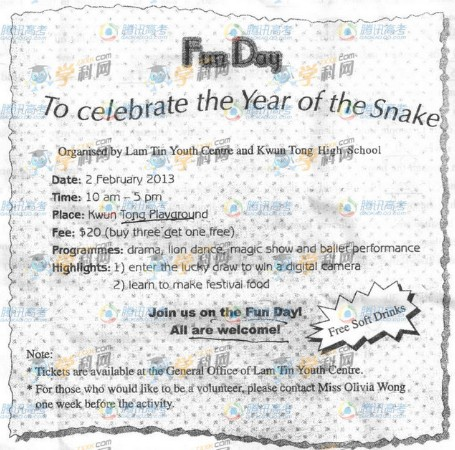 Fun Day
To celebrate the Year of the Snake
Organised by Lam Tin Youth Centre and Kwun Tong High School
Date: 2 February 2013
Time: 10 am – 5 pm
Place: Kwun Tong Playground
Fee: $20 (buy three get one free)
Programmes: drama, lion dance, magic show and ballet performance
Highlights: 1) enter the lucky draw to win a digital camera
2) learn to make festival food
Join us on the Fun Day!
All are welcome!
Free Soft Drinks
Note:
* Tickets are available at the General Office of Lam Tin Youth Centre.
* For those who would like to be a volunteer, please contact Miss Olivia Wong
one week before the activity.